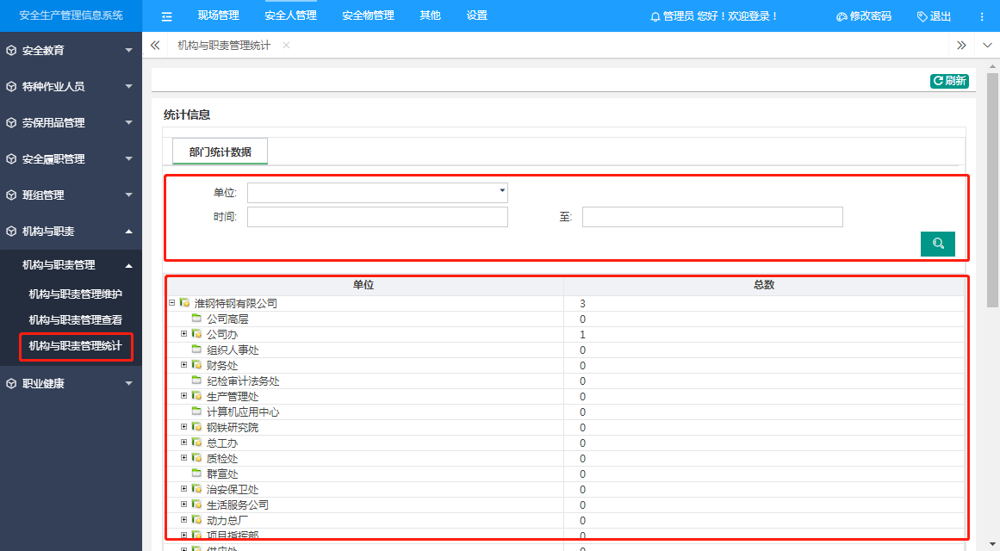 安全生产管理信息系统
现场管理 安全人管理 安全物管理 其他 设置
管理员 您好！欢迎登录！ 修改密码 退出
机构与职责管理统计
安全教育
特种作业人员
劳保用品管理
安全履职管理
班组管理
机构与职责
机构与职责管理
机构与职责管理维护
机构与职责管理查看
机构与职责管理统计
职业健康
刷新
统计信息
部门统计数据
单位:
时间: 至:
单位 总数
淮钢特钢有限公司 3
公司高层 0
公司办 1
组织人事处 0
财务处 0
纪检审计法务处 0
生产管理处 0
计算机应用中心 0
钢铁研究院 0
总工办 0
质检处 0
群宣处 0
治安保卫处 0
生活服务公司 0
动力总厂 0
项目指挥部 0
供应处 0